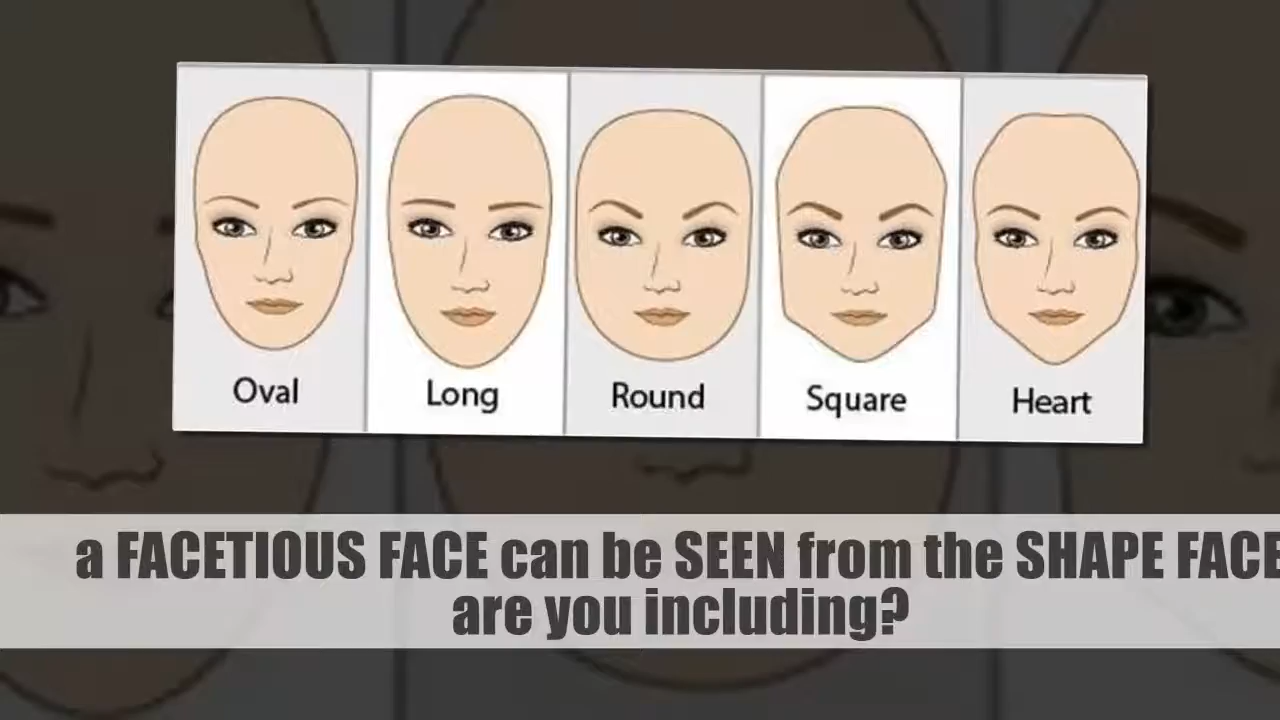 Oval
Long
Round
Square
Heart
a FACETIOUS FACE can be SEEN from the SHAPE FACE
are you including?